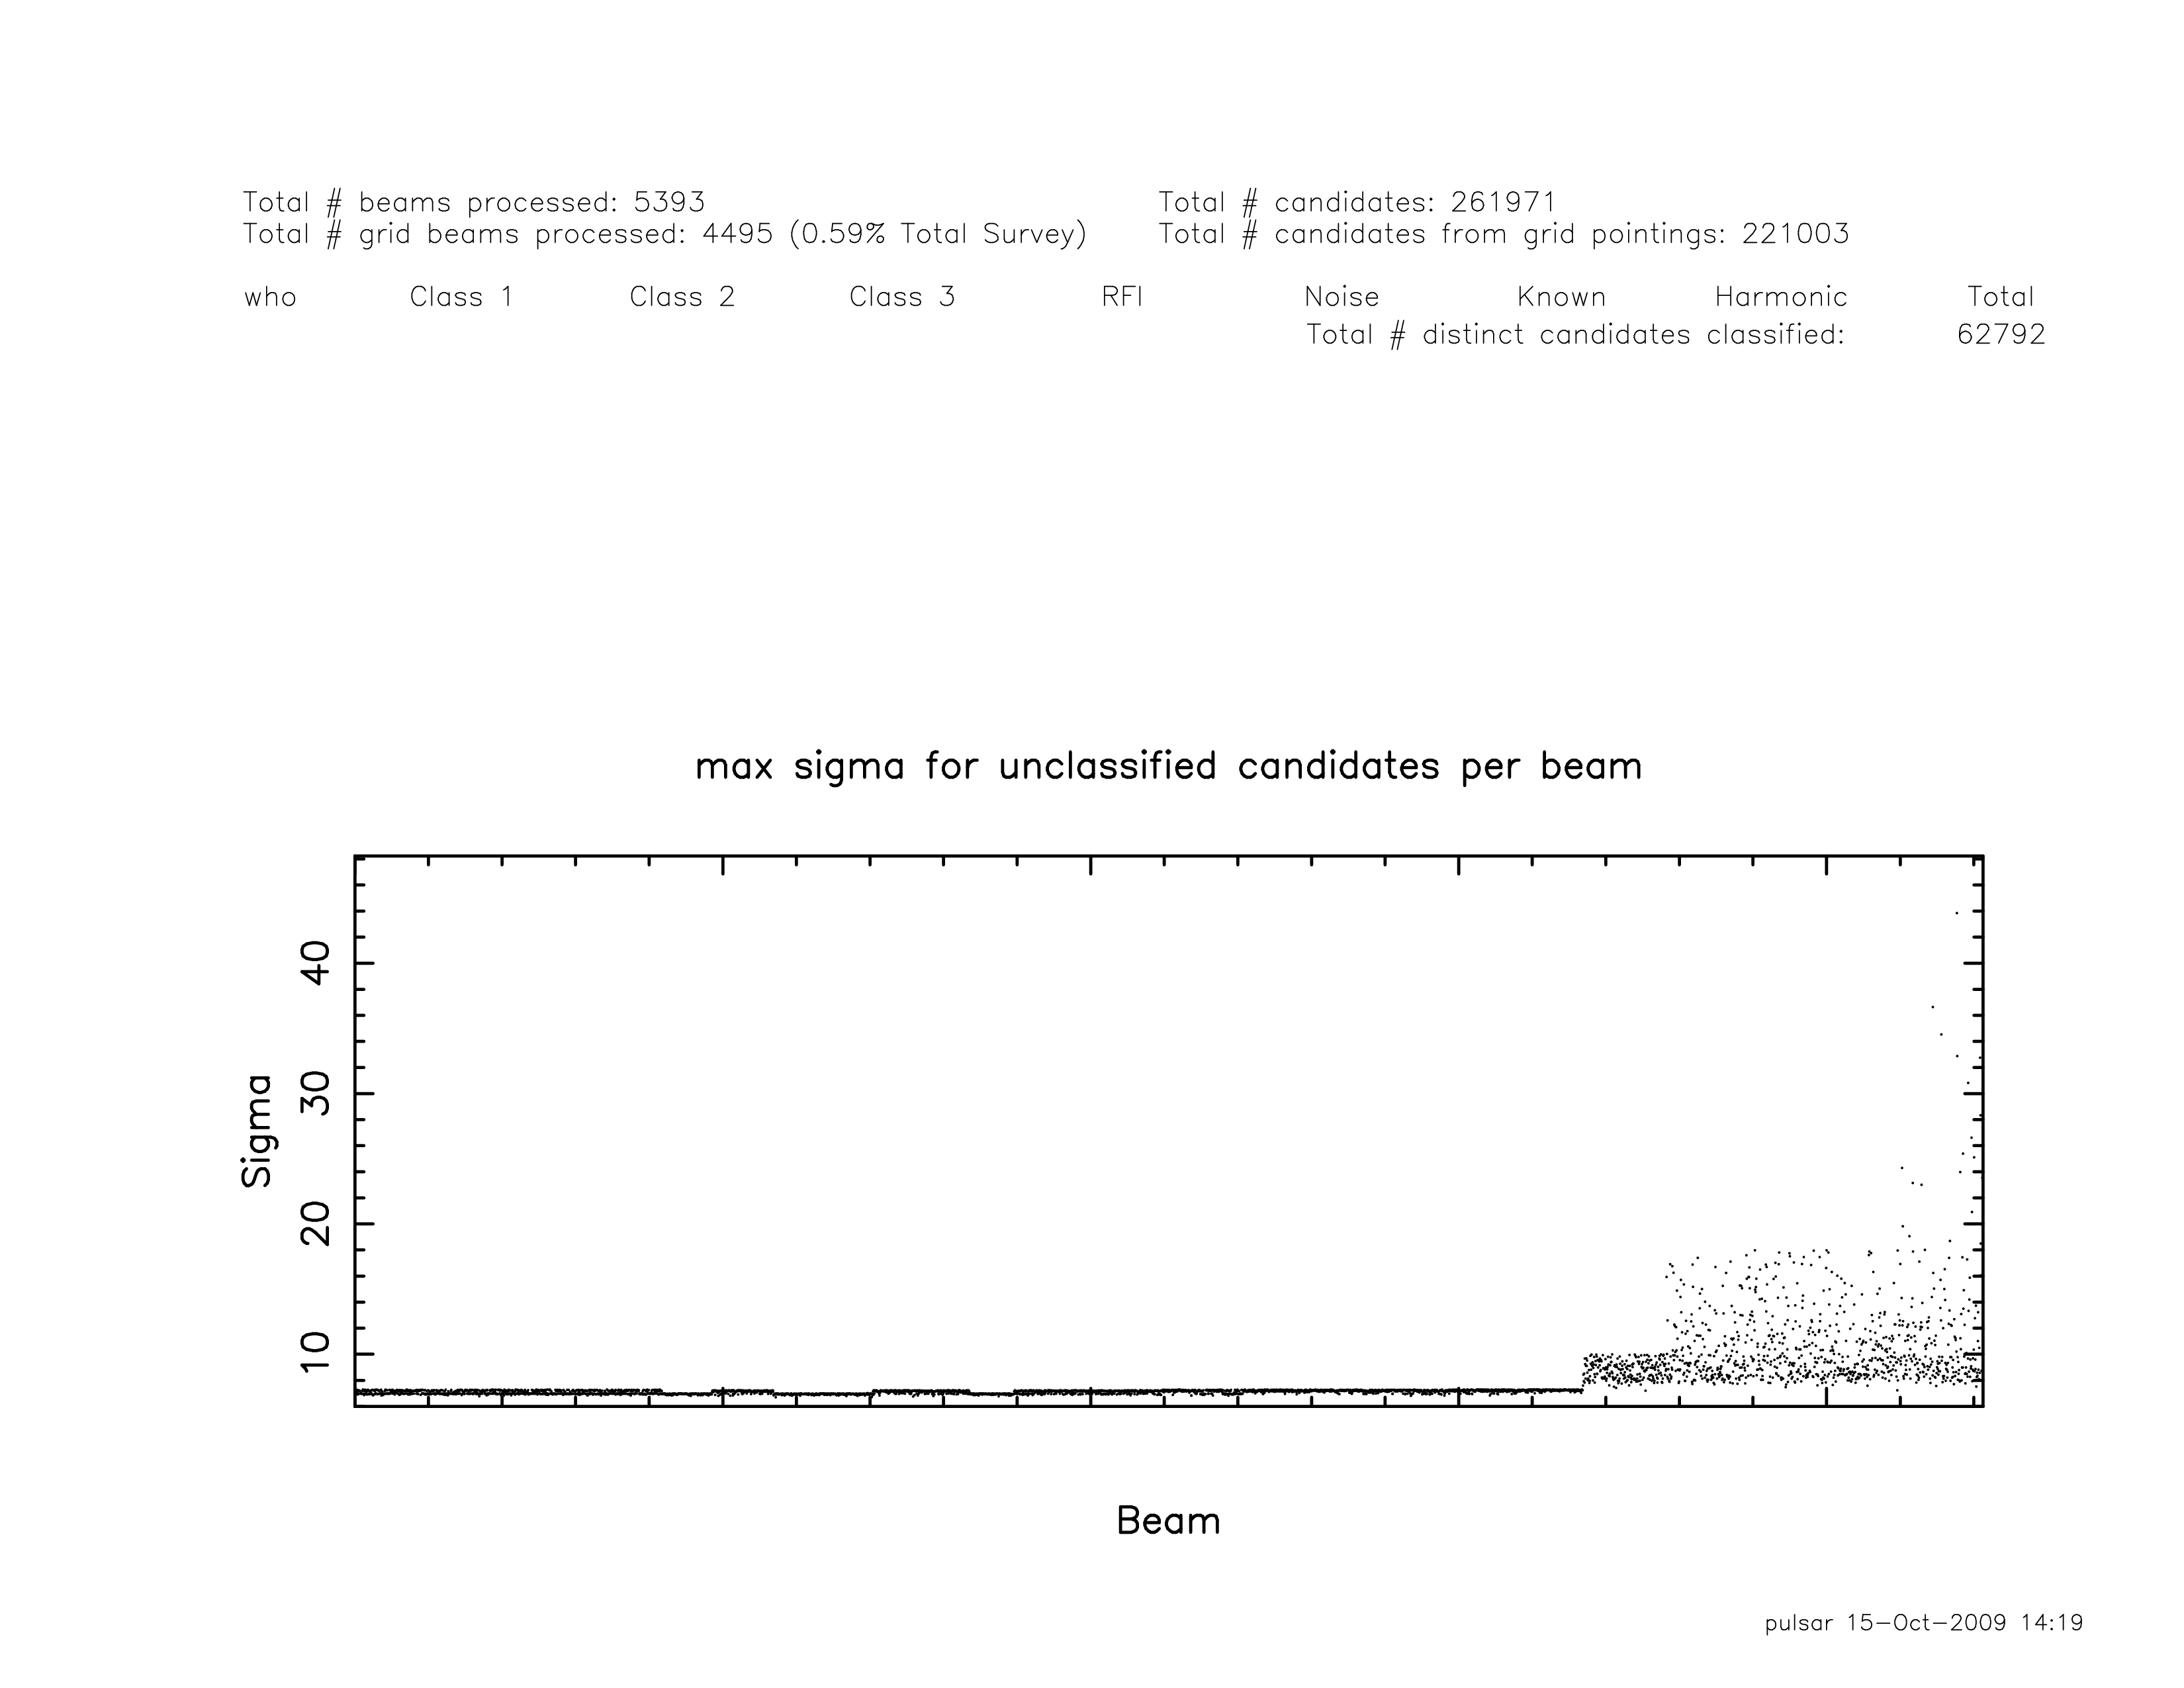 Total # beams processed: 5393 Total # candidates: 261971
Total # grid beams processed: 4495 (0.59% Total Survey) Total # candidates from grid pointings: 221003
who Class 1 Class 2 Class 3 RFI Noise Known Harmonic Total
Total # distinct candidates classified: 62792
max sigma for unclassified candidates per beam
40
30
20
10
Sigma
Beam
pulsar 15-Oct-2009 14:19